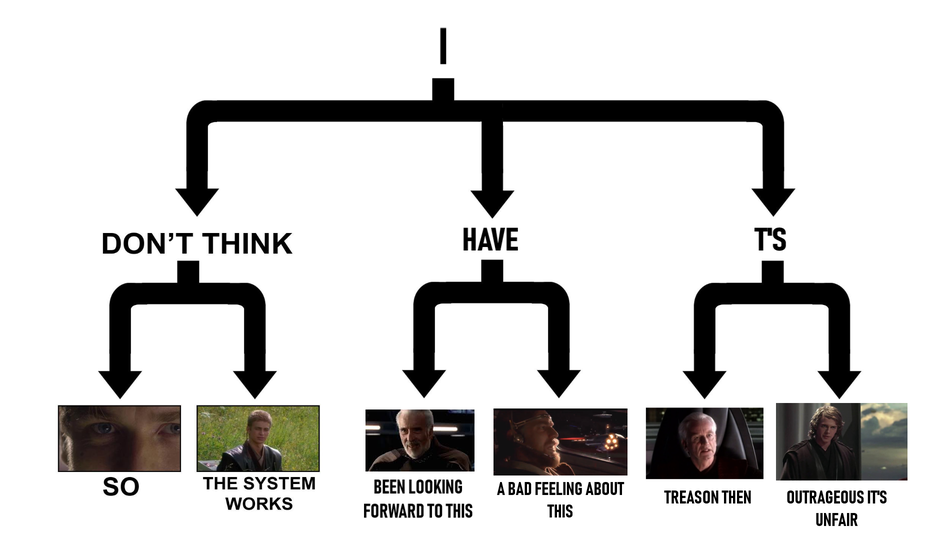 I
DON'T THINK
HAVE
T'S
SO
THE SYSTEM
WORKS
BEEN LOOKING
FORWARD TO THIS
A BAD FEELING ABOUT
THIS
TREASON THEN
OUTRAGEOUS IT'S
UNFAIR